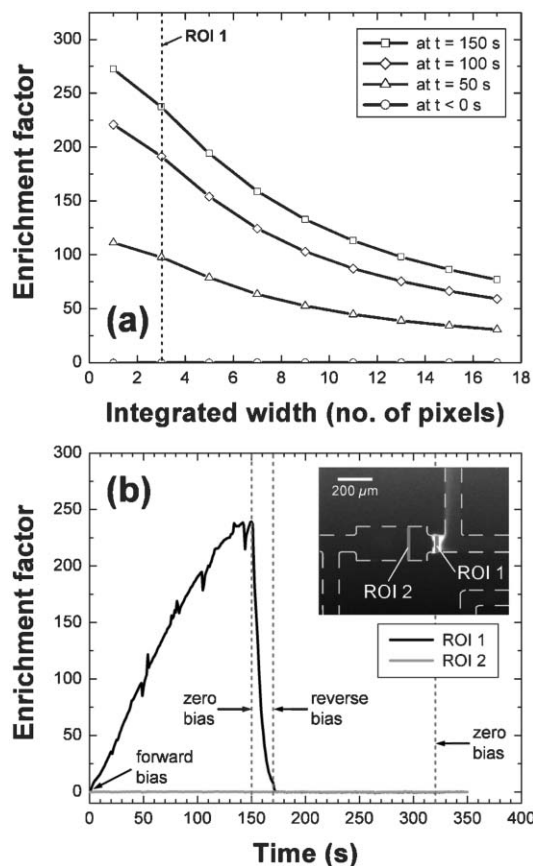 300
ROI 1
at t = 150 s
at t = 100 s
at t = 50 s
at t < 0 s
250
200
150
100
50
0
Enrichment factor
(a)
0 2 4 6 8 10 12 14 16 18
Integrated width (no. of pixels)
300
(b)
200 µm
ROI 2
ROI 1
250
200
150
100
50
0
Enrichment factor
ROI 1
ROI 2
zero bias
reverse bias
zero bias
forward bias
0 50 100 150 200 250 300 350 400
Time (s)